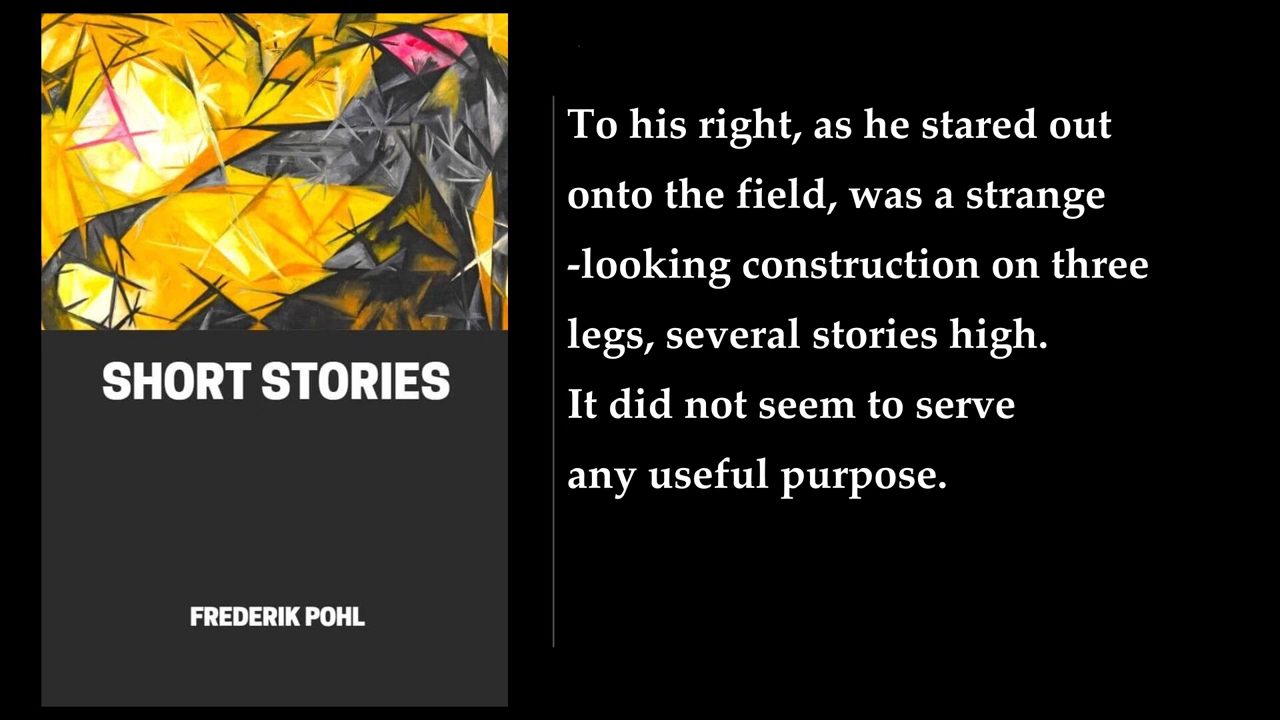 SHORT STORIES
FREDERIK POHL
To his right, as he stared out
onto the field, was a strange
-looking construction on three
legs, several stories high.
It did not seem to serve
any useful purpose.